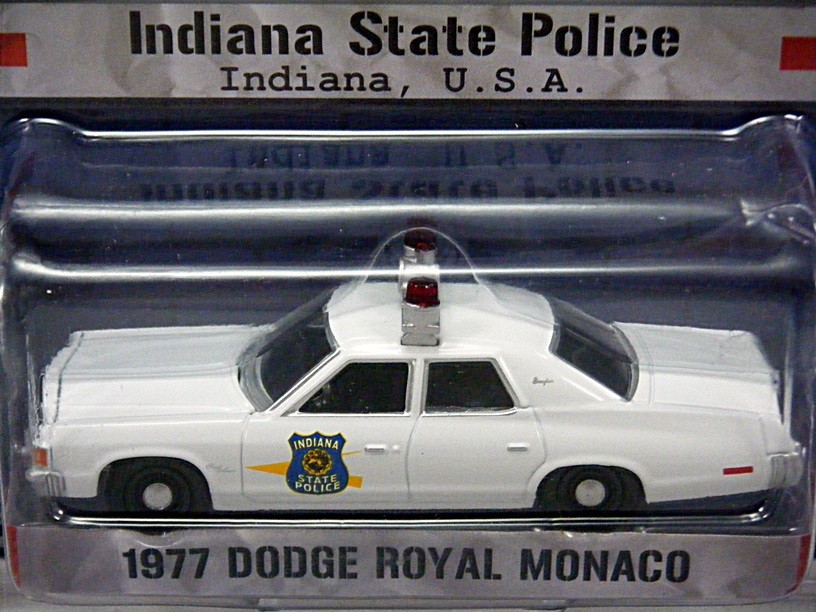 Indiana State Police
Indiana, U.S.A.
INDIANA
STATE
POLICE
1977 DODGE ROYAL MONACO